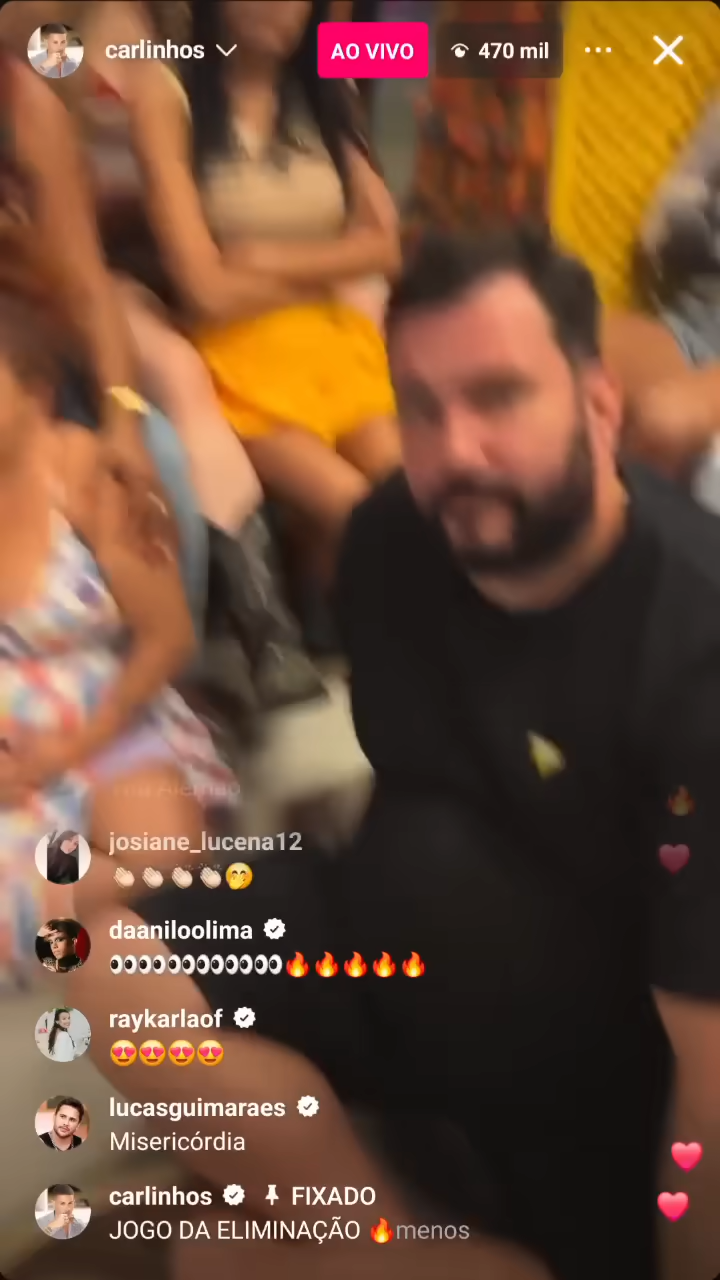 carlinhos
AO VIVO
470 mil
josiane_lucena12
👏🏻👏🏻👏🏻👏🏻🤭
daaniloolima
👀👀👀👀👀👀👀👀👀👀👀👀🔥🔥🔥🔥🔥
raykarlaof
😍😍😍😍
lucasguimaraes
Misericórdia
carlinhos FIXADO
JOGO DA ELIMINAÇÃO 🔥menos